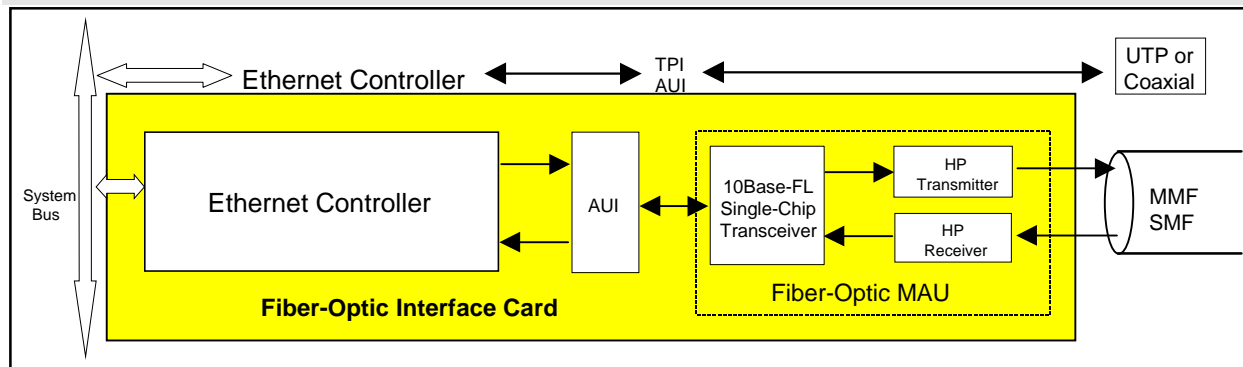 Ethernet Controller
TPI
AUI
UTP or
Coaxial
System
Bus
Ethernet Controller
AUI
10Base-FL
Single-Chip
Transceiver
HP
Transmitter
HP
Receiver
MMF
SMF
Fiber-Optic MAU
Fiber-Optic Interface Card